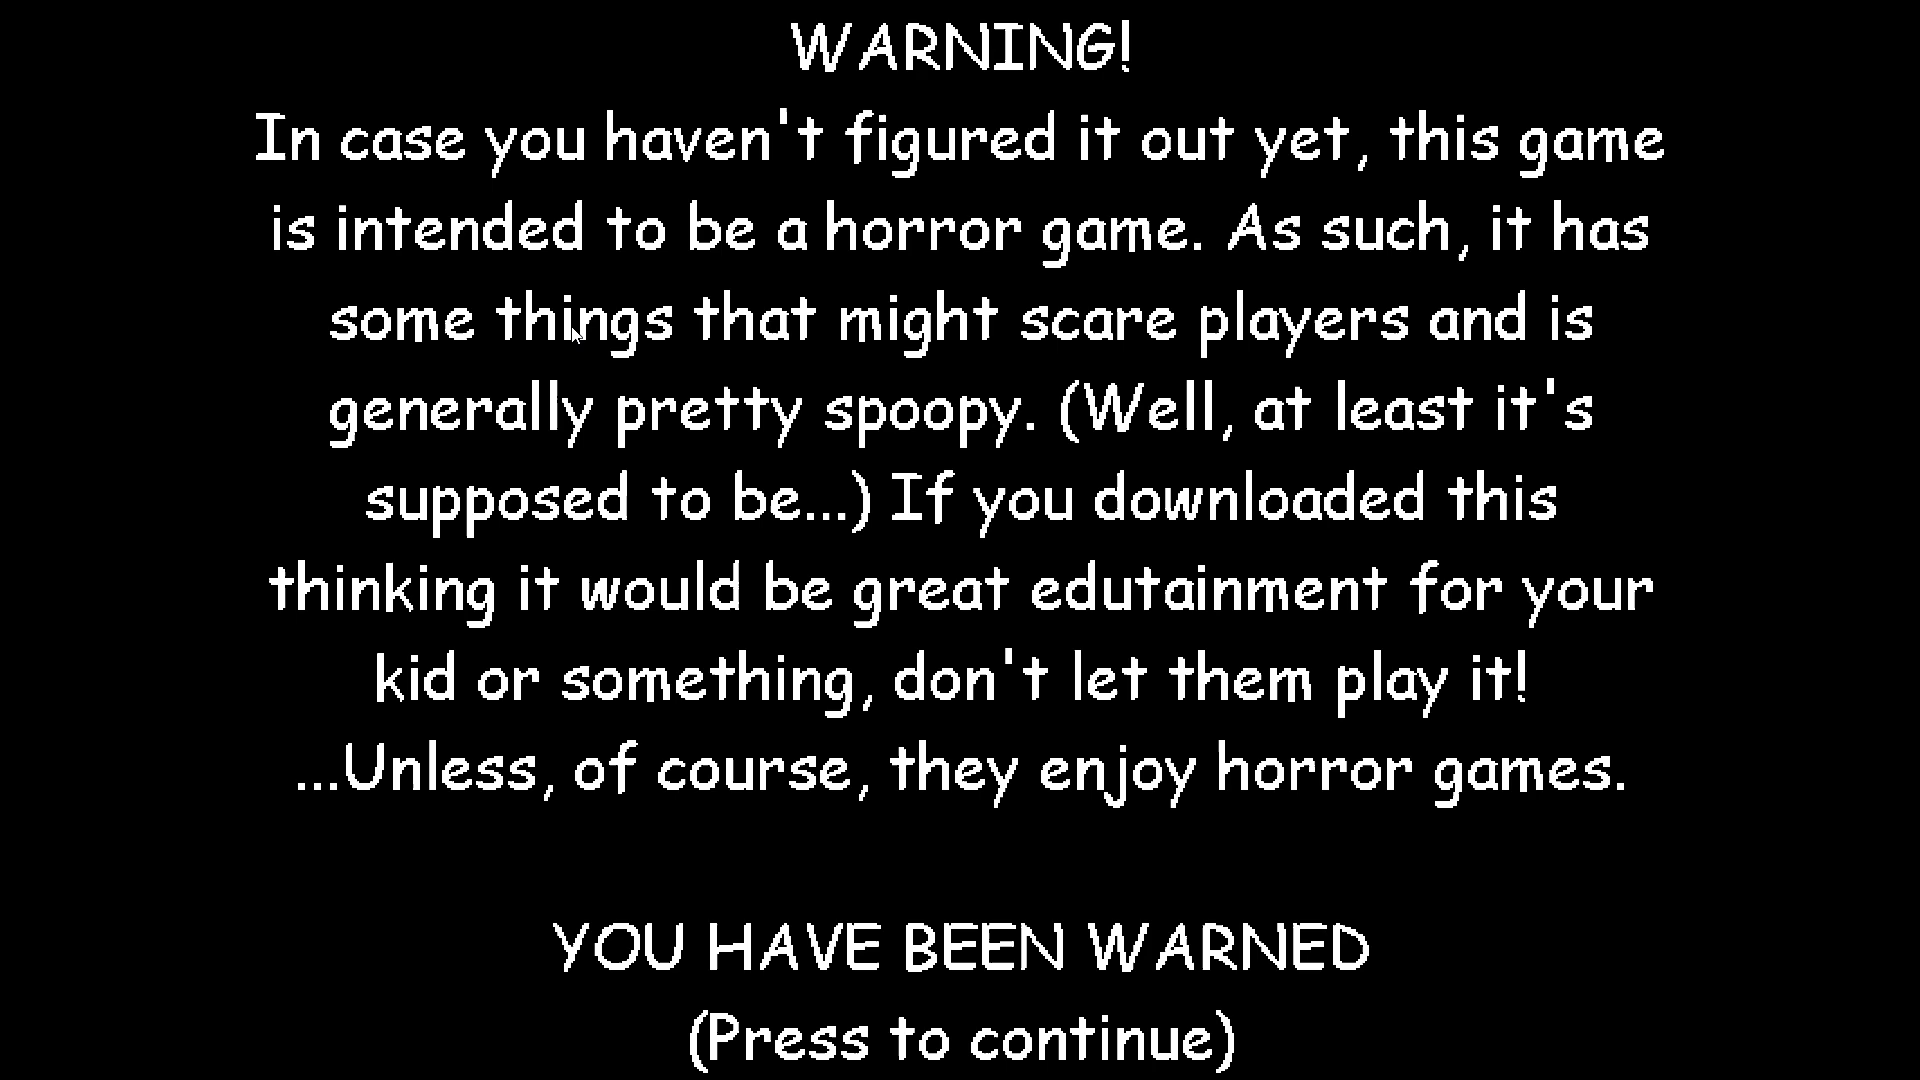 WARNING!
In case you haven't figured it out yet, this game
is intended to be a horror game. As such, it has
some things that might scare players and is
generally pretty spoopy. (Well, at least it's
supposed to be...) If you downloaded this
thinking it would be great edutainment for your
kid or something, don't let them play it!
...Unless, of course, they enjoy horror games.
YOU HAVE BEEN WARNED
(Press to continue)